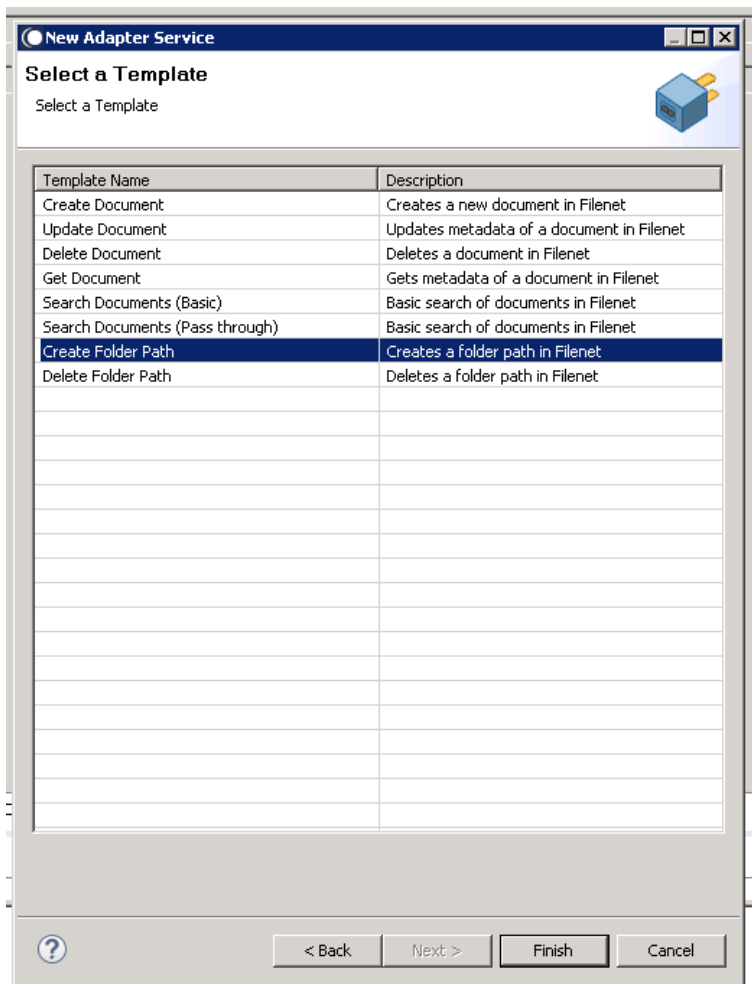 New Adapter Service
Select a Template
Select a Template
Template Name Description
Create Document Creates a new document in Filenet
Update Document Updates metadata of a document in Filenet
Delete Document Deletes a document in Filenet
Get Document Gets metadata of a document in Filenet
Search Documents (Basic) Basic search of documents in Filenet
Search Documents (Pass through) Basic search of documents in Filenet
Create Folder Path Creates a folder path in Filenet
Delete Folder Path Deletes a folder path in Filenet
? < Back Next > Finish Cancel